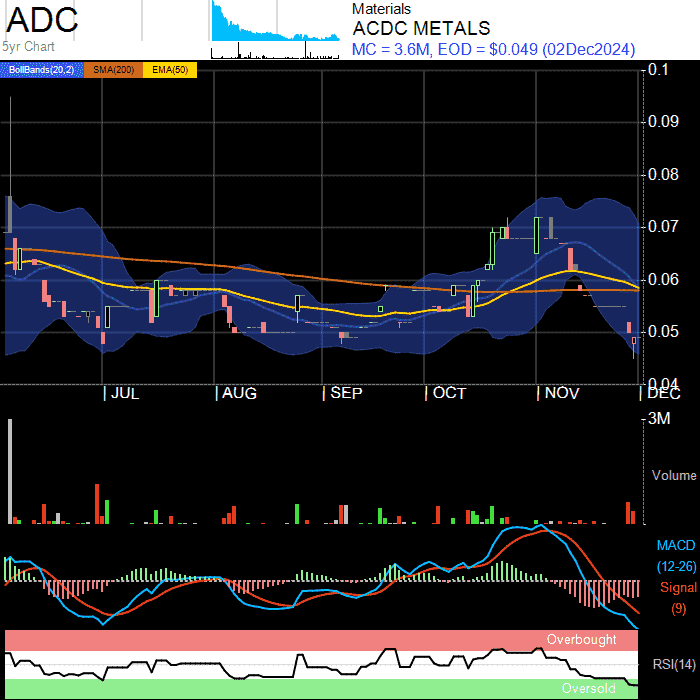 ADC
5yr Chart
Materials
ACDC METALS
MC = 3.6M, EOD = $0.049 (02Dec2024)
BollBands(20,2) SMA(200) EMA(50)
0.1
0.09
0.08
0.07
0.06
0.05
0.04
JUL AUG SEP OCT NOV DEC
3M
Volume
MACD
(12-26)
Signal
(9)
Overbought
RSI(14)
Oversold